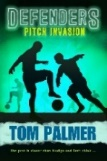 DEFENDERS
PITCH INVASION
TOM PALMER